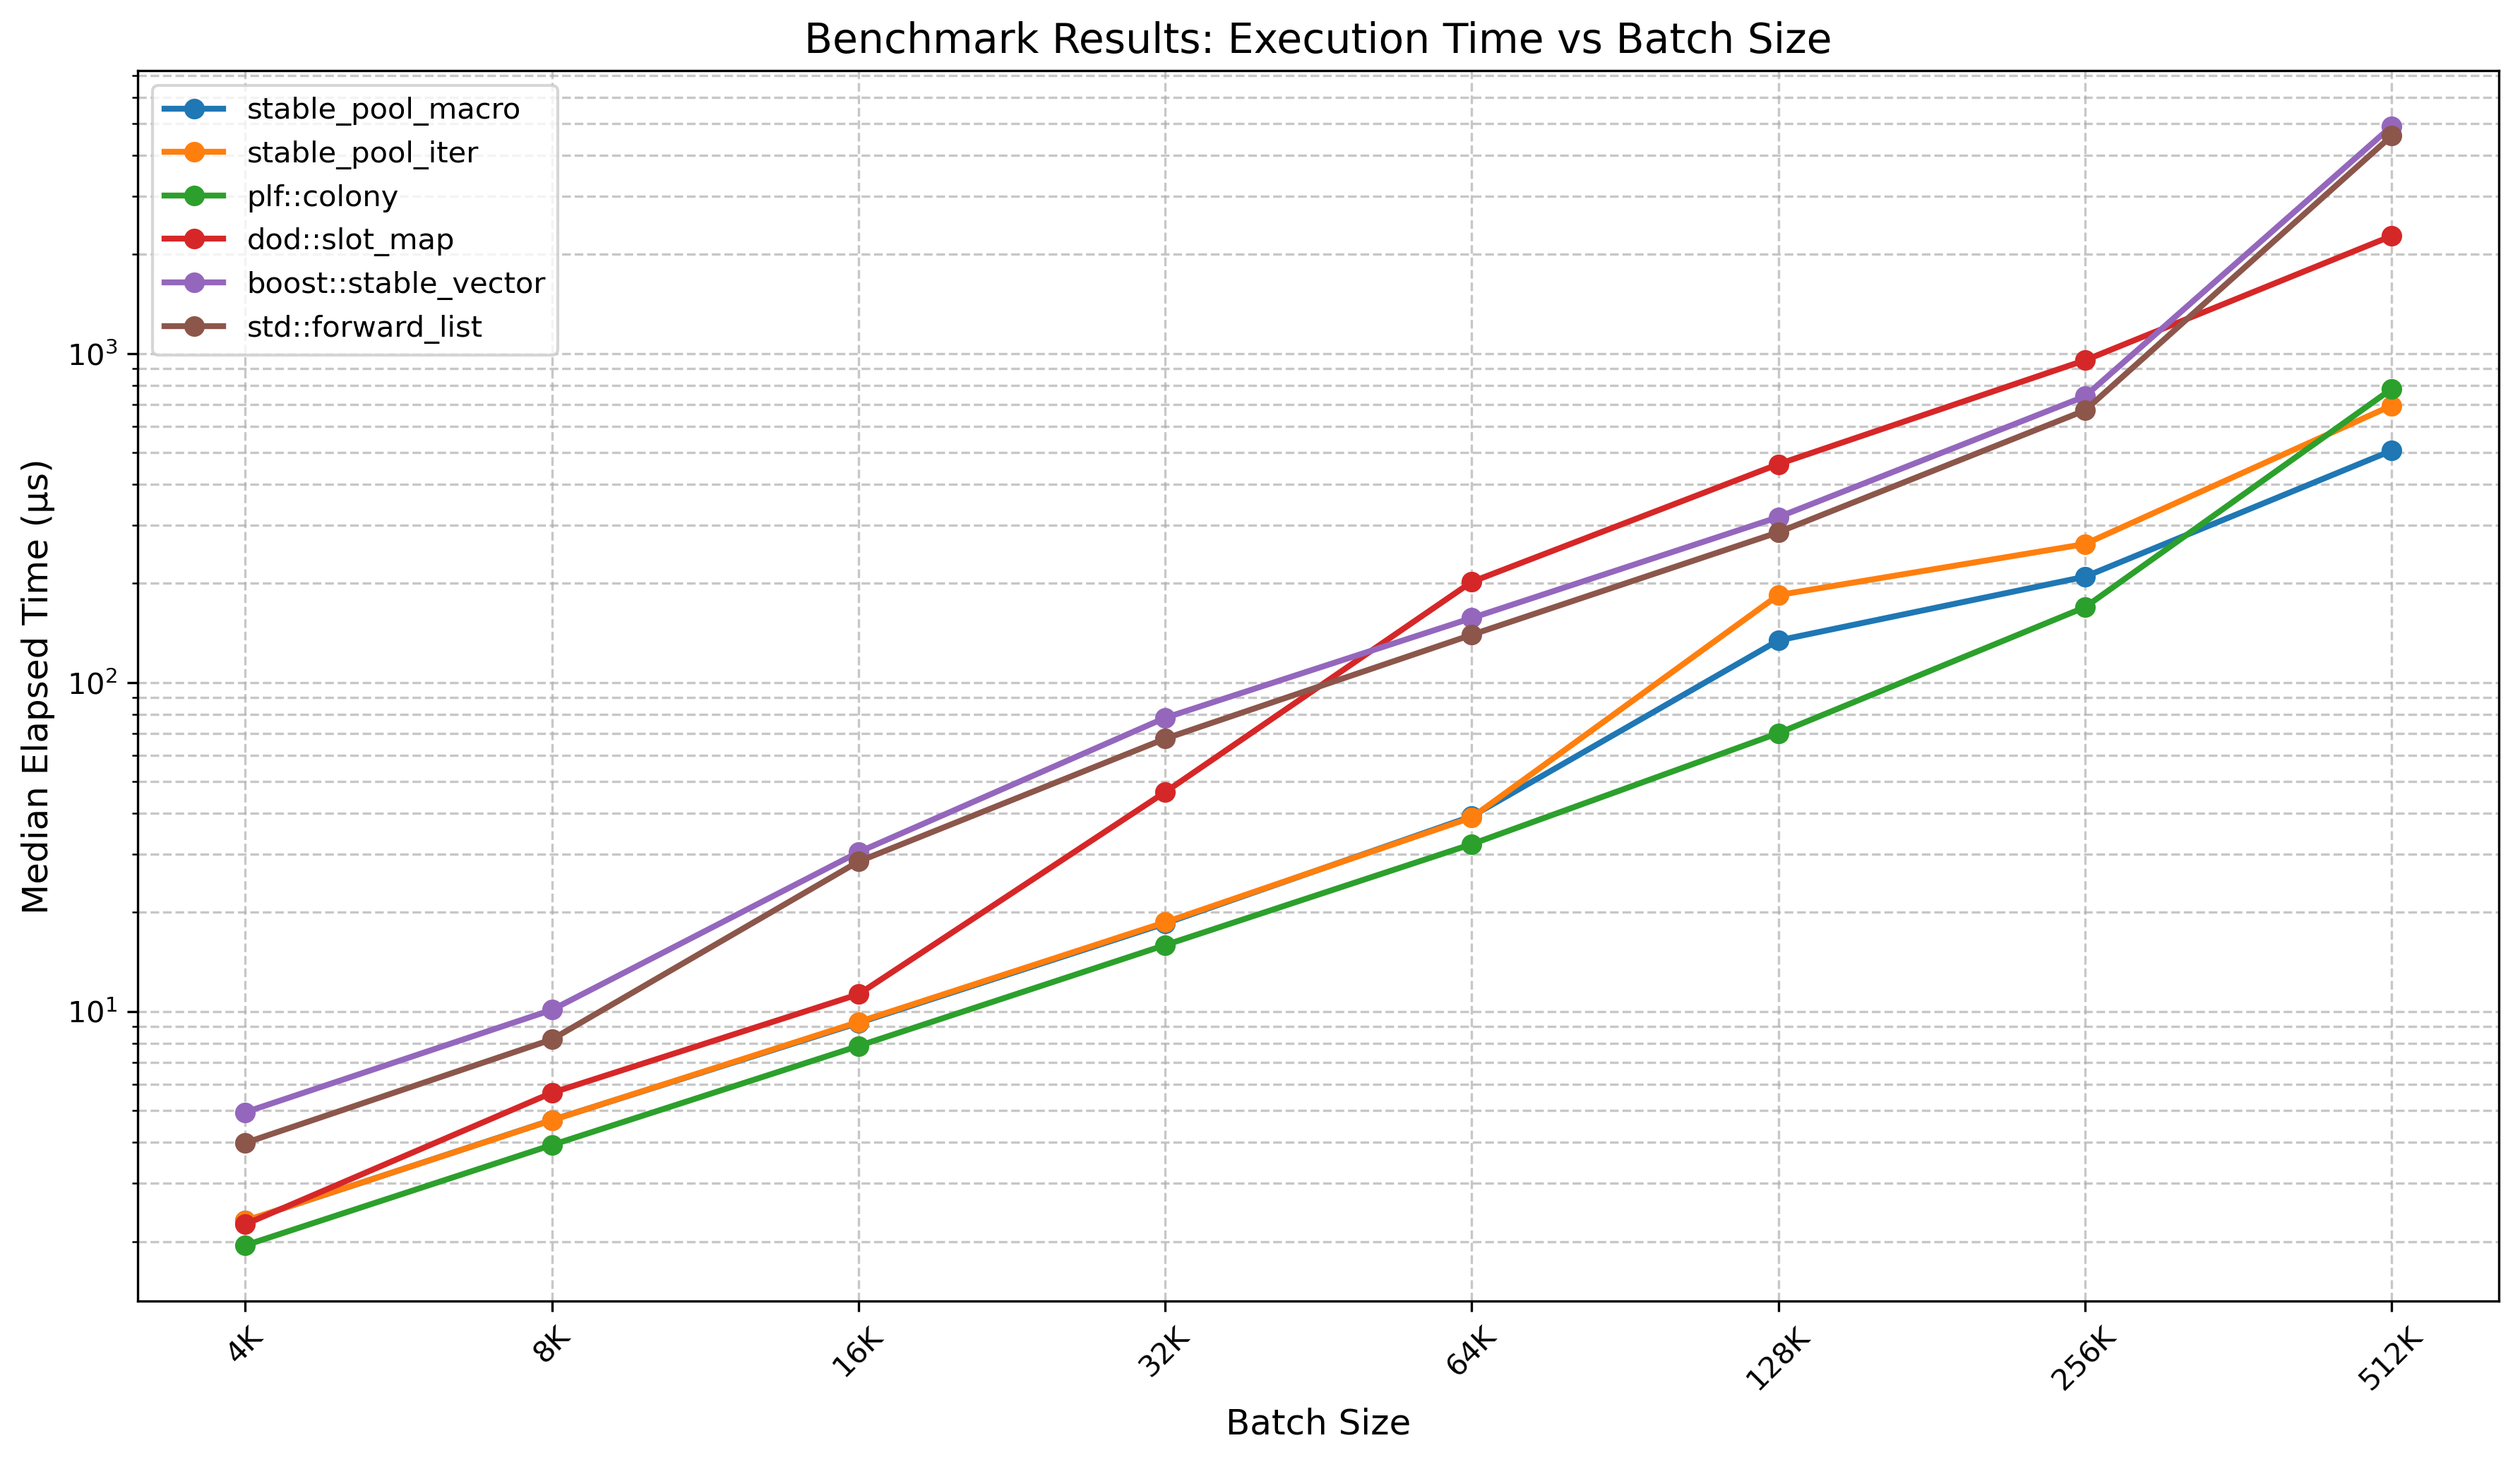 Benchmark Results: Execution Time vs Batch Size
stable_pool_macro
stable_pool_iter
plf::colony
dod::slot_map
boost::stable_vector
std::forward_list
Median Elapsed Time (μs)
10³
10²
10¹
4K
8K
16K
32K
64K
128K
256K
512K
Batch Size